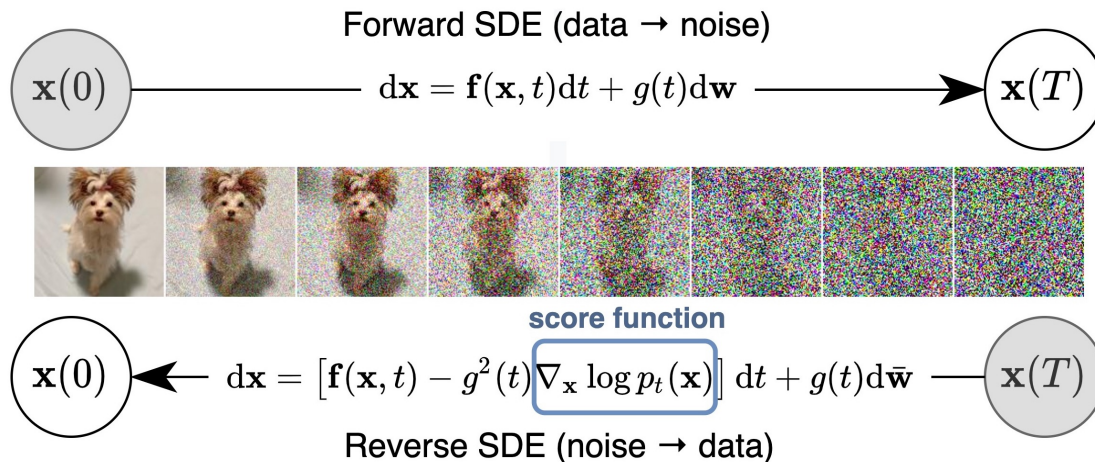 Forward SDE (data → noise)
x(0) dx = f(x, t)dt + g(t)dw x(T)
score function
x(0) dx = [f(x, t) − g²(t)∇ₓ log pₜ(x)] dt + g(t)dw̄ x(T)
Reverse SDE (noise → data)